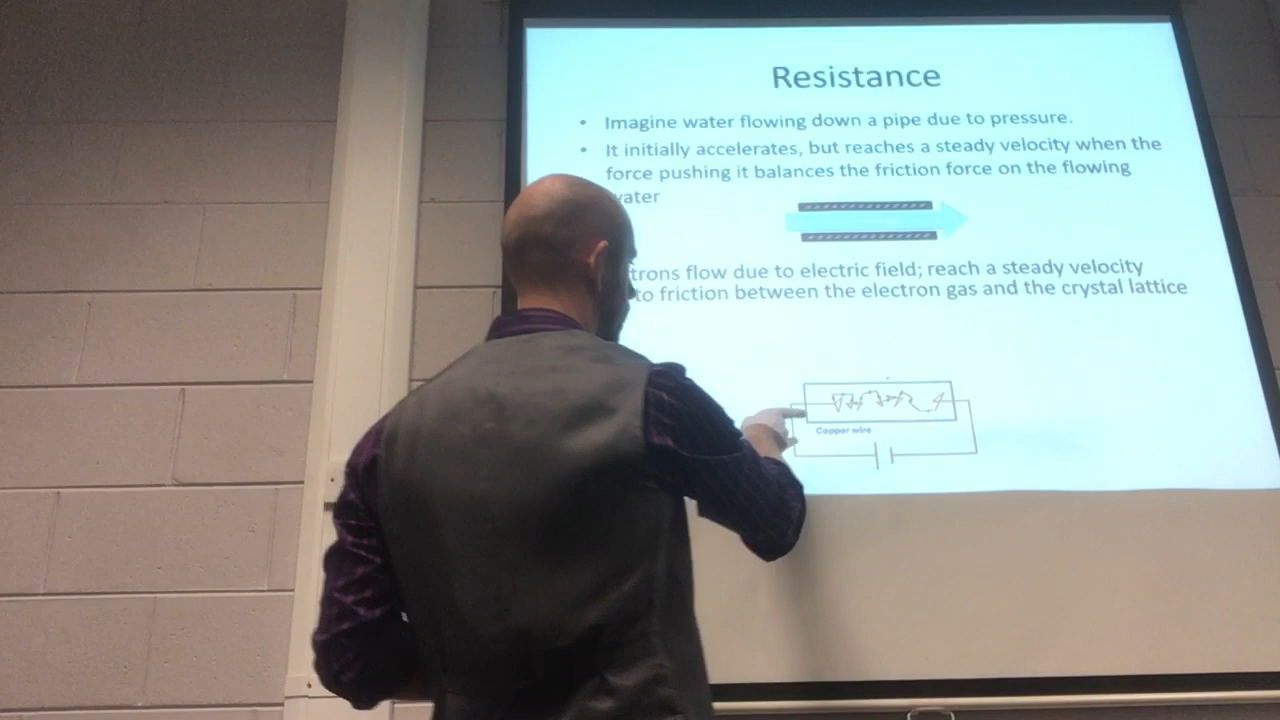 Resistance
• Imagine water flowing down a pipe due to pressure.
• It initially accelerates, but reaches a steady velocity when the
force pushing it balances the friction force on the flowing
water
trons flow due to electric field; reach a steady velocity
to friction between the electron gas and the crystal lattice
Copper wire